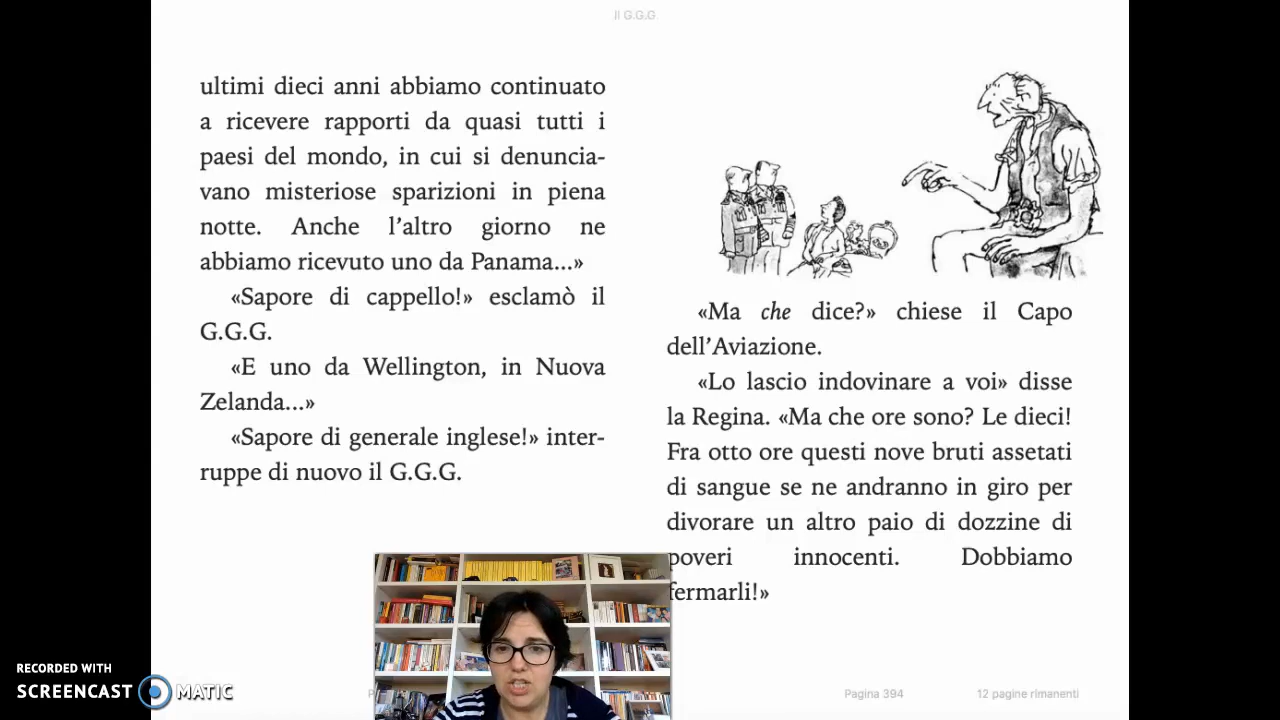 Il G.G.G.
ultimi dieci anni abbiamo continuato
a ricevere rapporti da quasi tutti i
paesi del mondo, in cui si denuncia-
vano misteriose sparizioni in piena
notte. Anche l'altro giorno ne
abbiamo ricevuto uno da Panama...»
«Sapore di cappello!» esclamò il
G.G.G.
«E uno da Wellington, in Nuova
Zelanda...»
«Sapore di generale inglese!» inter-
ruppe di nuovo il G.G.G.
«Ma che dice?» chiese il Capo
dell'Aviazione.
«Lo lascio indovinare a voi» disse
la Regina. «Ma che ore sono? Le dieci!
Fra otto ore questi nove bruti assetati
di sangue se ne andranno in giro per
divorare un altro paio di dozzine di
poveri innocenti. Dobbiamo
fermarli!»
Pagina 394
12 pagine rimanenti
RECORDED WITH
SCREENCAST MATIC